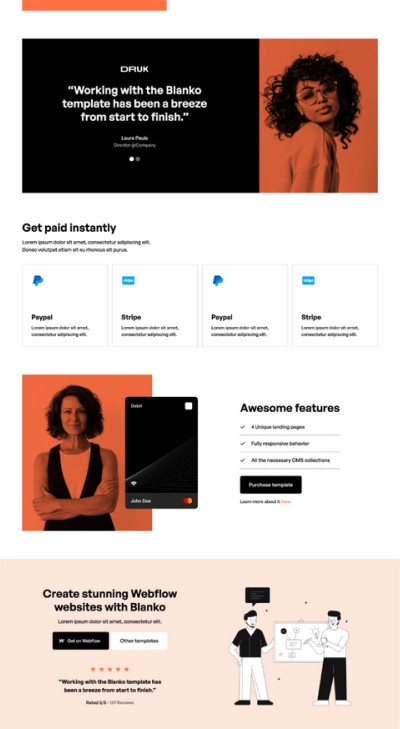 DRUK
“Working with the Blanko
template has been a breeze
from start to finish.”
Laura Paulo
Director @Company
Get paid instantly
Lorem ipsum dolor sit amet, consectetur adipiscing elit.
Donec volutpat etiam sit eu rhoncus sit purus.
Paypal
Lorem ipsum dolor sit amet,
consectetur adipiscing elit.
stripe
Stripe
Lorem ipsum dolor sit amet,
consectetur adipiscing elit.
Paypal
Lorem ipsum dolor sit amet,
consectetur adipiscing elit.
stripe
Stripe
Lorem ipsum dolor sit amet,
consectetur adipiscing elit.
Debit
John Doe
Awesome features
4 Unique landing pages
Fully responsive behavior
All the necessary CMS collections
Purchase template
Learn more about it here
Create stunning Webflow
websites with Blanko
Lorem ipsum dolor sit amet, consectetur elit.
Get on Webflow
Other templates
“Working with the Blanko template has
been a breeze from start to finish.”
Rated 5/5 - 137 Reviews